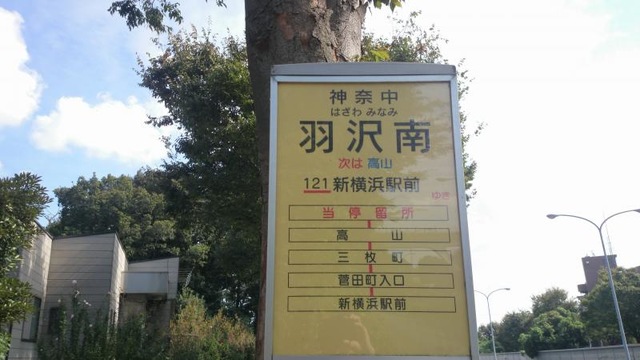 神奈中
はざわ みなみ
羽沢南
次は 高山
121 新横浜駅前
ゆき
当停留所
高山
三枚町
菅田町入口
新横浜駅前